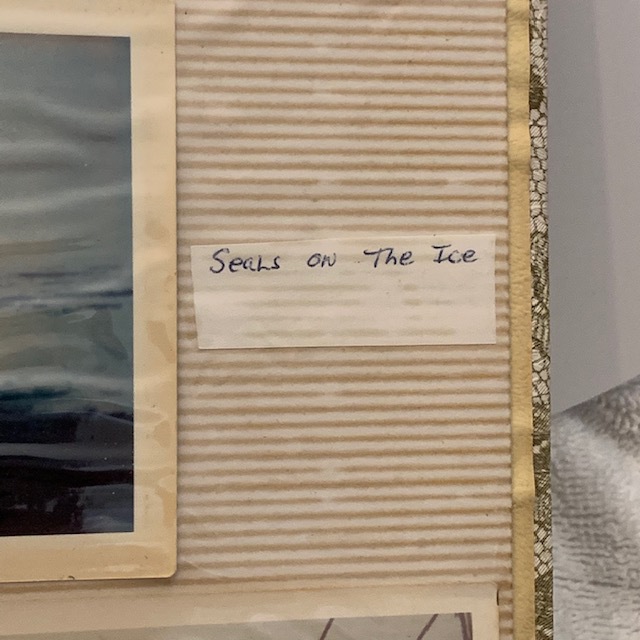 Seals on The Ice